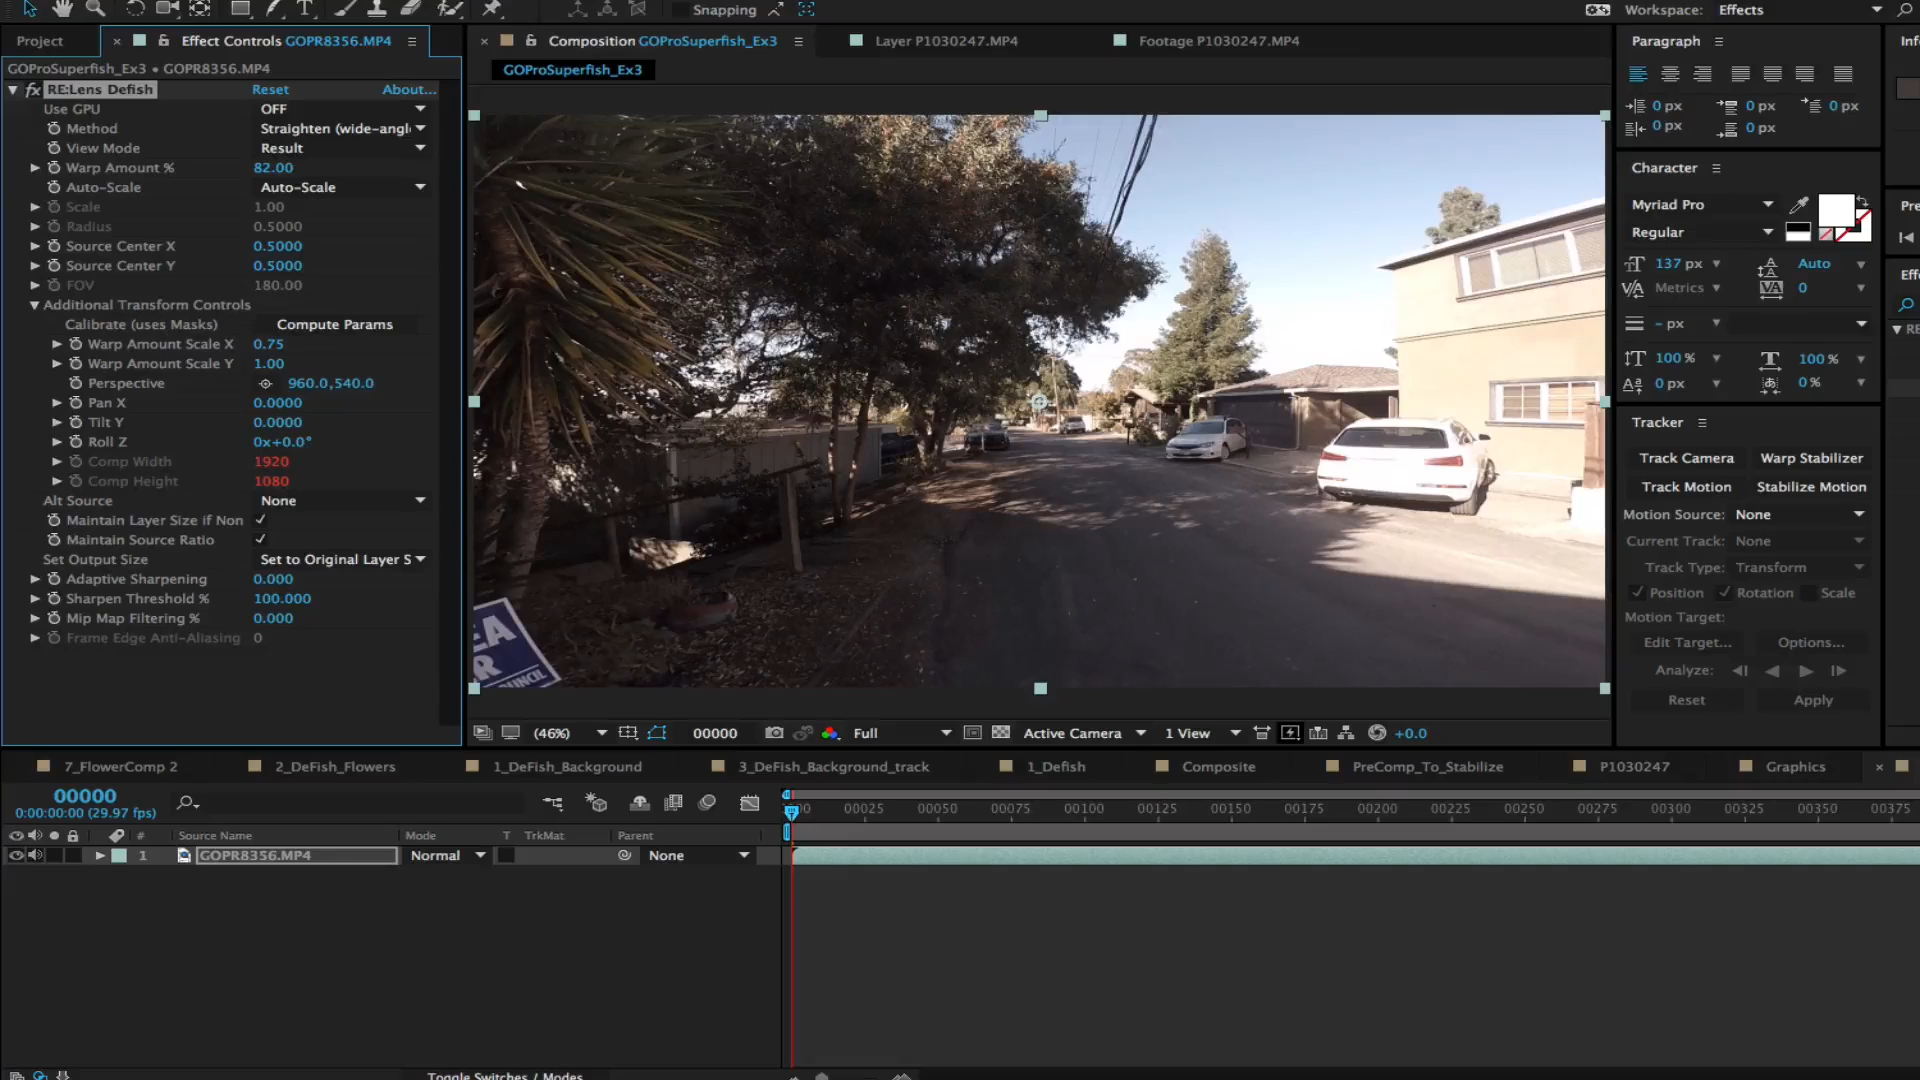 Snapping
Workspace: Effects
Project
Effect Controls GOPR8356.MP4
Composition GOProSuperfish_Ex3
Layer P1030247.MP4
Footage P1030247.MP4
Paragraph
GOProSuperfish_Ex3 • GOPR8356.MP4
GOProSuperfish_Ex3
fx RE:Lens Defish Reset About...
Use GPU OFF
Method Straighten (wide-angl
View Mode Result
Warp Amount % 82.00
Auto-Scale Auto-Scale
Scale 1.00
Radius 0.5000
Source Center X 0.5000
Source Center Y 0.5000
FOV 180.00
Additional Transform Controls
Calibrate (uses Masks) Compute Params
Warp Amount Scale X 0.75
Warp Amount Scale Y 1.00
Perspective 960.0,540.0
Pan X 0.0000
Tilt Y 0.0000
Roll Z 0x+0.0°
Comp Width 1920
Comp Height 1080
Alt Source None
Maintain Layer Size if Non
Maintain Source Ratio
Set Output Size Set to Original Layer S
Adaptive Sharpening 0.000
Sharpen Threshold % 100.000
Mip Map Filtering % 0.000
Frame Edge Anti-Aliasing 0
UNCIL
0 px 0 px 0 px
0 px 0 px
Character
Myriad Pro
Regular
137 px Auto
Metrics 0
- px
100 % 100 %
0 px 0 %
Tracker
Track Camera Warp Stabilizer
Track Motion Stabilize Motion
Motion Source: None
Current Track: None
Track Type: Transform
Position Rotation Scale
Motion Target:
Edit Target... Options...
Analyze:
Reset Apply
(46%) 00000 Full Active Camera 1 View +0.0
7_FlowerComp 2 2_DeFish_Flowers 1_DeFish_Background 3_DeFish_Background_track 1_Defish Composite PreComp_To_Stabilize P1030247 Graphics
00000
0:00:00:00 (29.97 fps)
00025 00050 00075 00100 00125 00150 00175 00200 00225 00250 00275 00300 00325 00350 00375
# Source Name Mode T TrkMat Parent
1 GOPR8356.MP4 Normal None
Toggle Switches / Modes